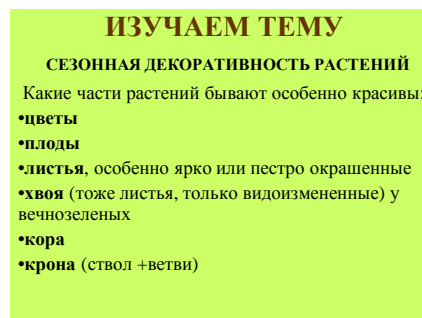 ИЗУЧАЕМ ТЕМУ
СЕЗОННАЯ ДЕКОРАТИВНОСТЬ РАСТЕНИЙ
Какие части растений бывают особенно красивы:
•цветы
•плоды
•листья, особенно ярко или пестро окрашенные
•хвоя (тоже листья, только видоизмененные) у
вечнозеленых
•кора
•крона (ствол +ветви)